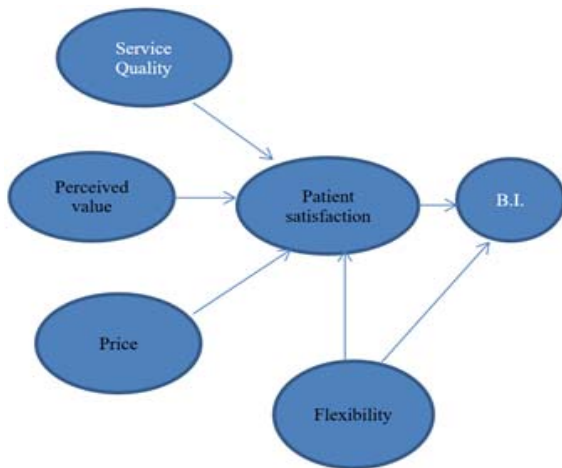 Service
Quality
Perceived
value
Patient
satisfaction
B.I.
Price
Flexibility